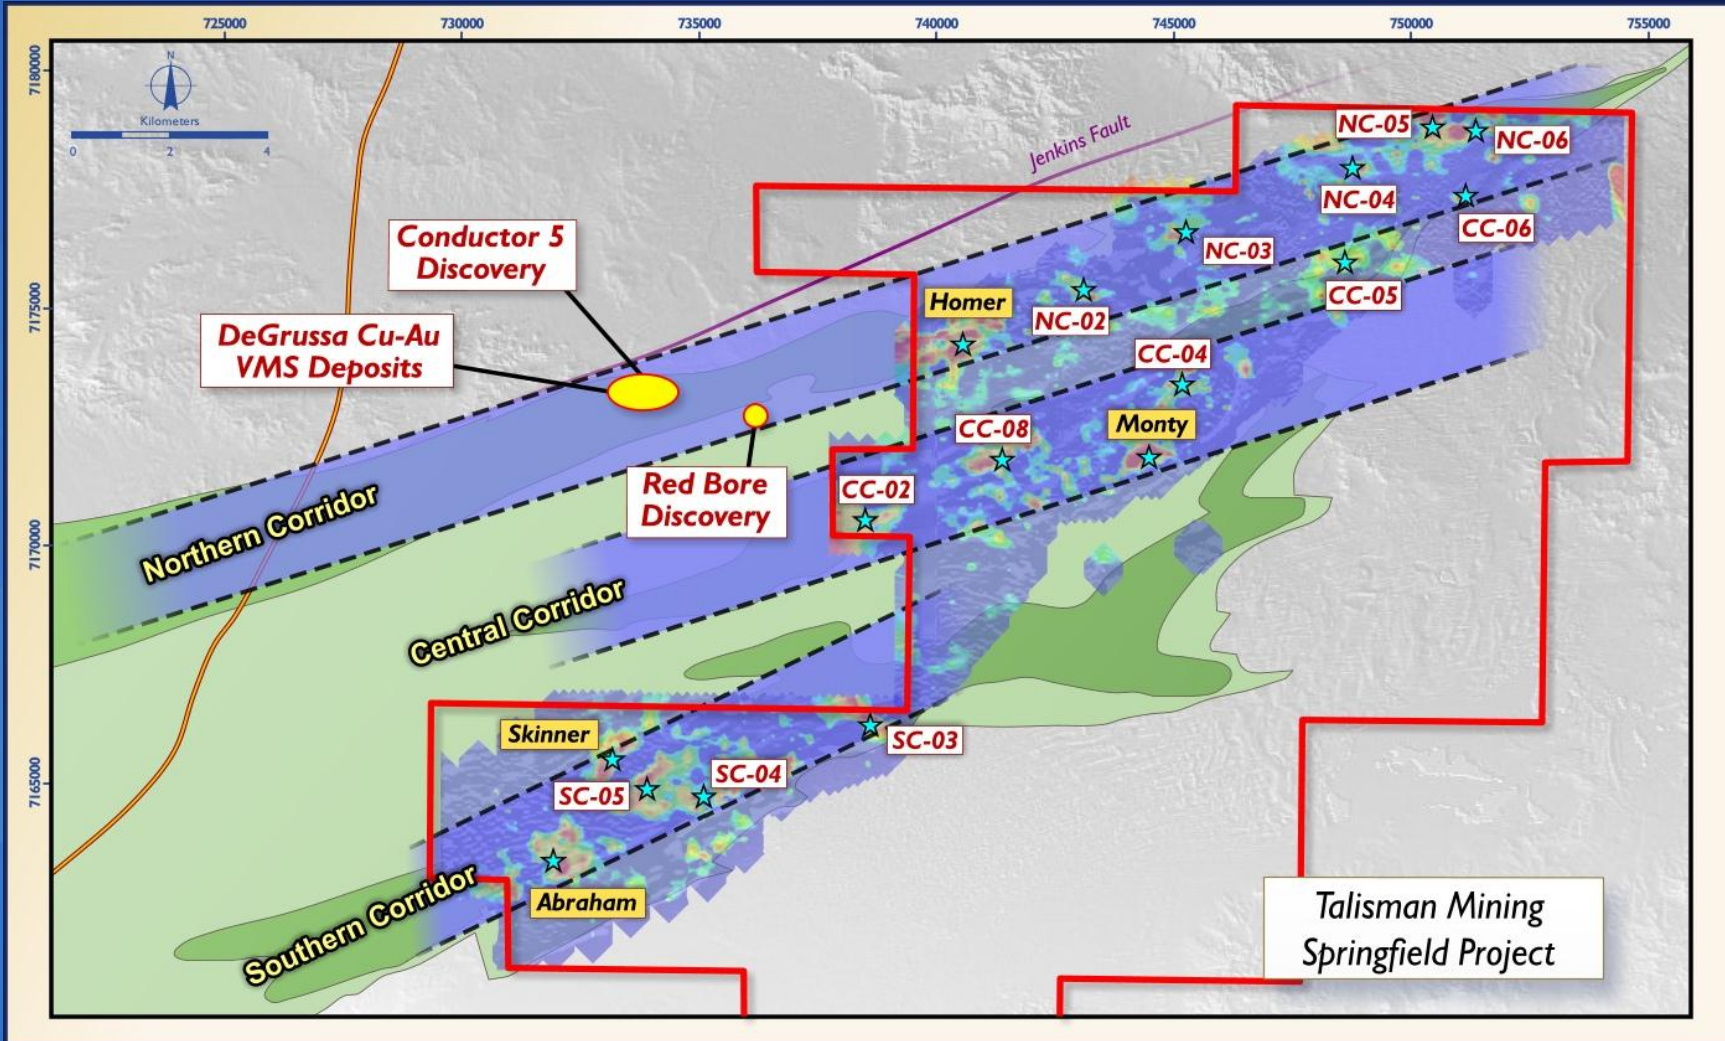 725000
730000
735000
740000
745000
750000
755000
7180000
7175000
7170000
7165000
N
Kilometers
0
2
4
Jenkins Fault
NC-05
NC-06
NC-04
CC-06
NC-03
CC-05
Conductor 5
Discovery
DeGrussa Cu-Au
VMS Deposits
Homer
NC-02
CC-04
Monty
CC-08
CC-02
Red Bore
Discovery
Northern Corridor
Central Corridor
Skinner
SC-03
SC-04
SC-05
Abraham
Southern Corridor
Talisman Mining
Springfield Project